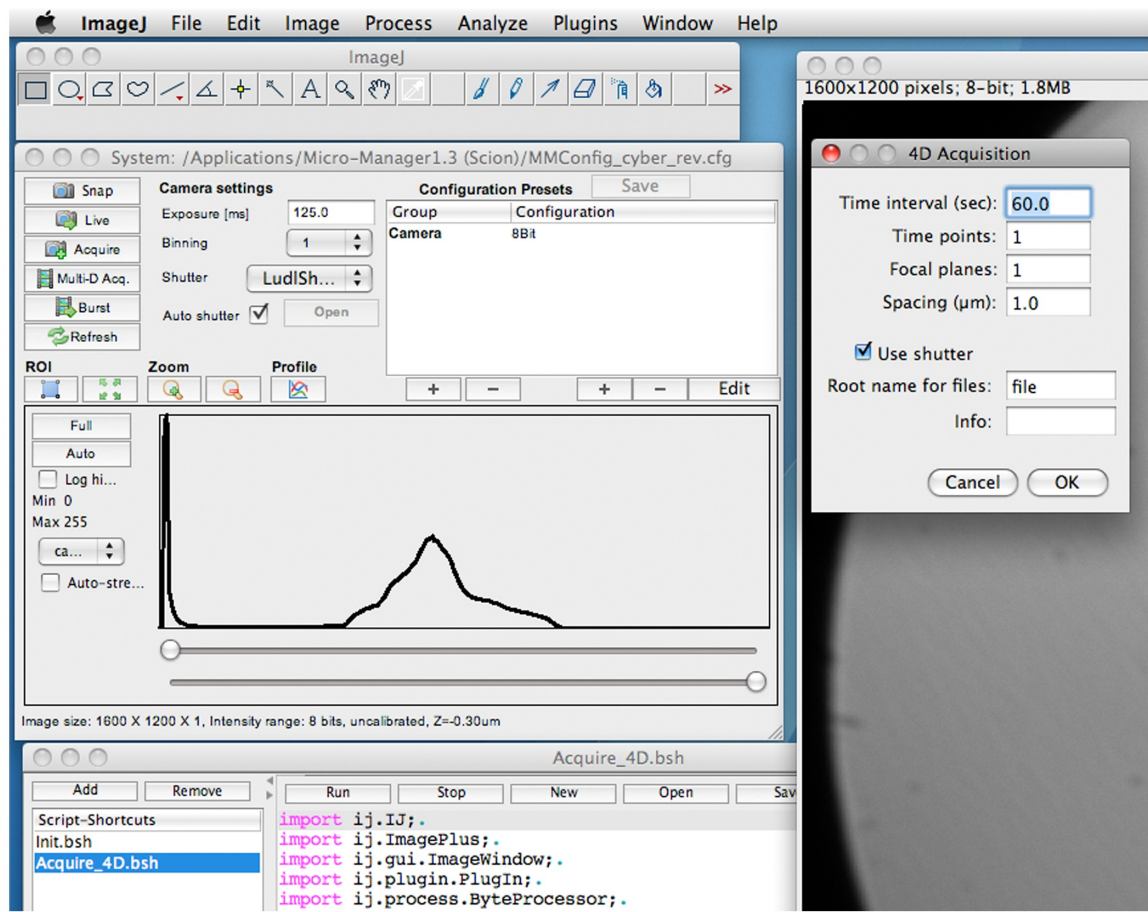 ImageJ File Edit Image Process Analyze Plugins Window Help
ImageJ
A
>>
1600x1200 pixels; 8-bit; 1.8MB
System: /Applications/Micro-Manager1.3 (Scion)/MMConfig_cyber_rev.cfg
Snap
Live
Acquire
Multi-D Acq.
Burst
Refresh
Camera settings
Exposure [ms] 125.0
Binning 1
Shutter LudlSh...
Auto shutter Open
Configuration Presets Save
Group Configuration
Camera 8Bit
ROI Zoom Profile
+ - + - Edit
Full
Auto
Log hi...
Min 0
Max 255
ca...
Auto-stre...
Image size: 1600 X 1200 X 1, Intensity range: 8 bits, uncalibrated, Z=-0.30um
4D Acquisition
Time interval (sec): 60.0
Time points: 1
Focal planes: 1
Spacing (µm): 1.0
Use shutter
Root name for files: file
Info:
Cancel OK
Acquire_4D.bsh
Add Remove
Run Stop New Open Sav
Script-Shortcuts
Init.bsh
Acquire_4D.bsh
import ij.IJ;.
import ij.ImagePlus;.
import ij.gui.ImageWindow;.
import ij.plugin.PlugIn;.
import ij.process.ByteProcessor;.